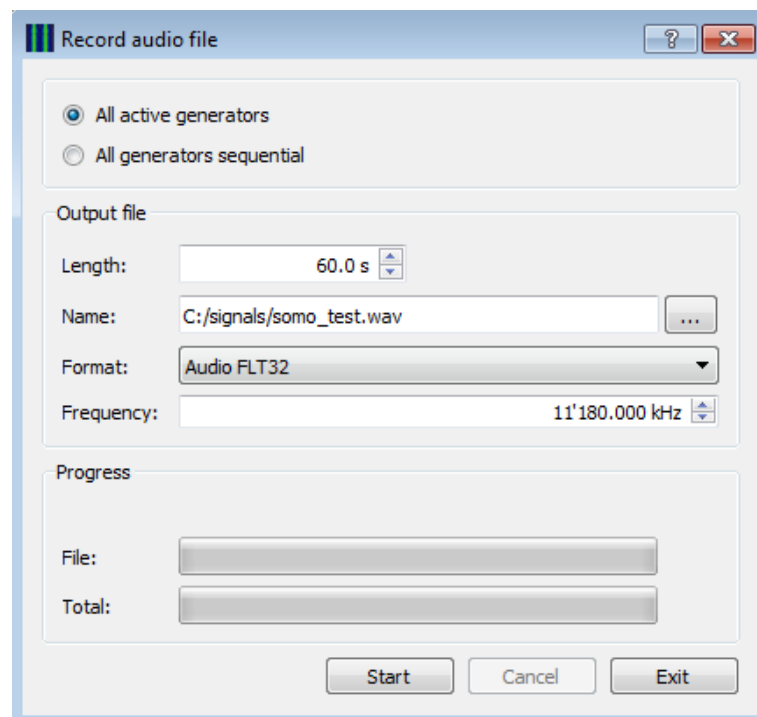 Record audio file
All active generators
All generators sequential
Output file
Length: 60.0 s
Name: C:/signals/somo_test.wav ...
Format: Audio FLT32
Frequency: 11'180.000 kHz
Progress
File:
Total:
Start Cancel Exit